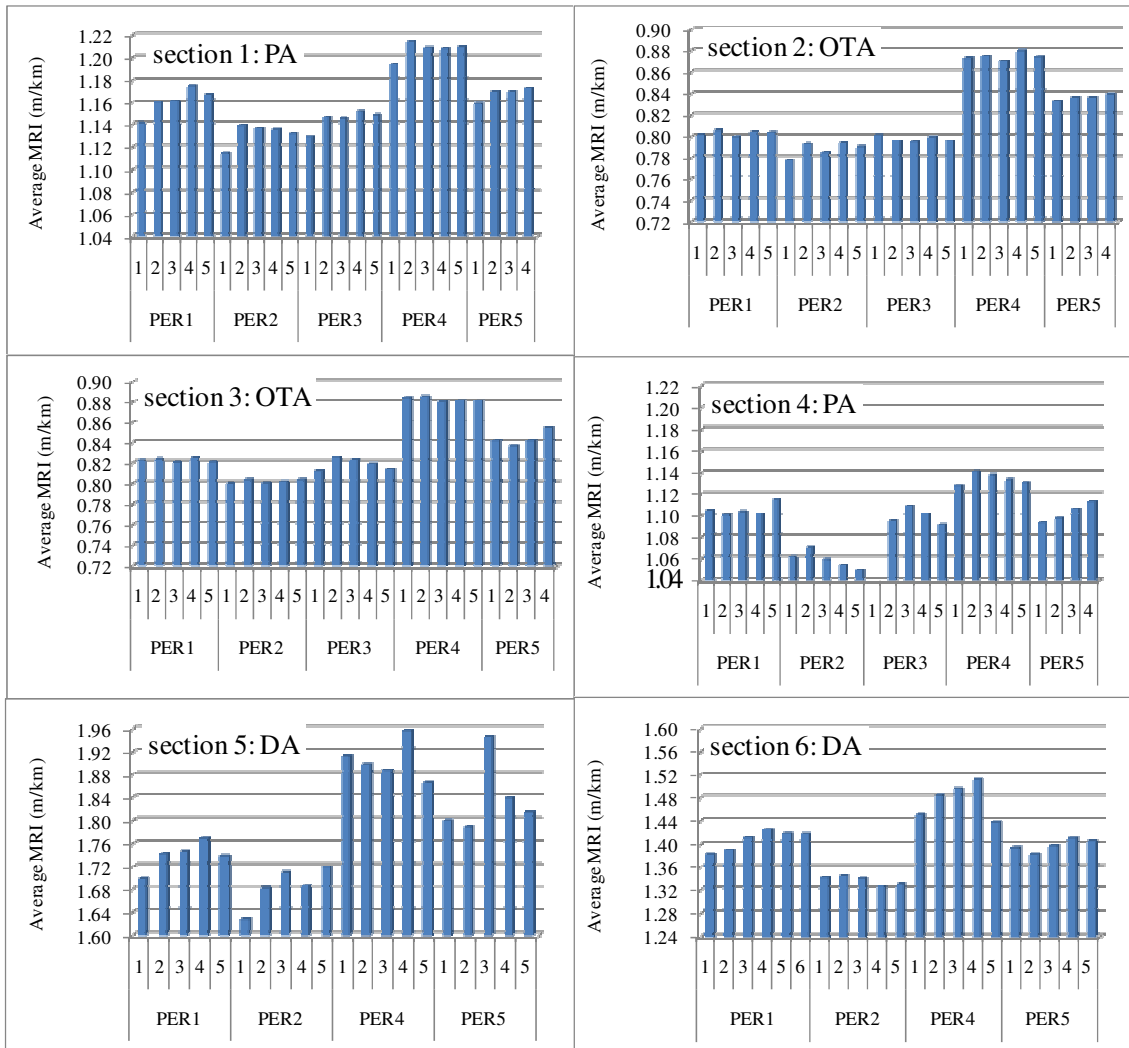 section 1: PA
Average MRI (m/km)
1.22
1.20
1.18
1.16
1.14
1.12
1.10
1.08
1.06
1.04
1 2 3 4 5 1 2 3 4 5 1 2 3 4 5 1 2 3 4 5 1 2 3 4
PER1 PER2 PER3 PER4 PER5
section 2: OTA
Average MRI (m/km)
0.90
0.88
0.86
0.84
0.82
0.80
0.78
0.76
0.74
0.72
1 2 3 4 5 1 2 3 4 5 1 2 3 4 5 1 2 3 4 5 1 2 3 4
PER1 PER2 PER3 PER4 PER5
section 3: OTA
Average MRI (m/km)
0.90
0.88
0.86
0.84
0.82
0.80
0.78
0.76
0.74
0.72
1 2 3 4 5 1 2 3 4 5 1 2 3 4 5 1 2 3 4 5 1 2 3 4
PER1 PER2 PER3 PER4 PER5
section 4: PA
Average MRI (m/km)
1.22
1.20
1.18
1.16
1.14
1.12
1.10
1.08
1.06
1.04
1 2 3 4 5 1 2 3 4 5 1 2 3 4 5 1 2 3 4 5 1 2 3 4
PER1 PER2 PER3 PER4 PER5
section 5: DA
Average MRI (m/km)
1.96
1.92
1.88
1.84
1.80
1.76
1.72
1.68
1.64
1.60
1 2 3 4 5 1 2 3 4 5 1 2 3 4 5 1 2 3 4 5
PER1 PER2 PER4 PER5
section 6: DA
Average MRI (m/km)
1.60
1.56
1.52
1.48
1.44
1.40
1.36
1.32
1.28
1.24
1 2 3 4 5 6 1 2 3 4 5 1 2 3 4 5 1 2 3 4 5
PER1 PER2 PER4 PER5